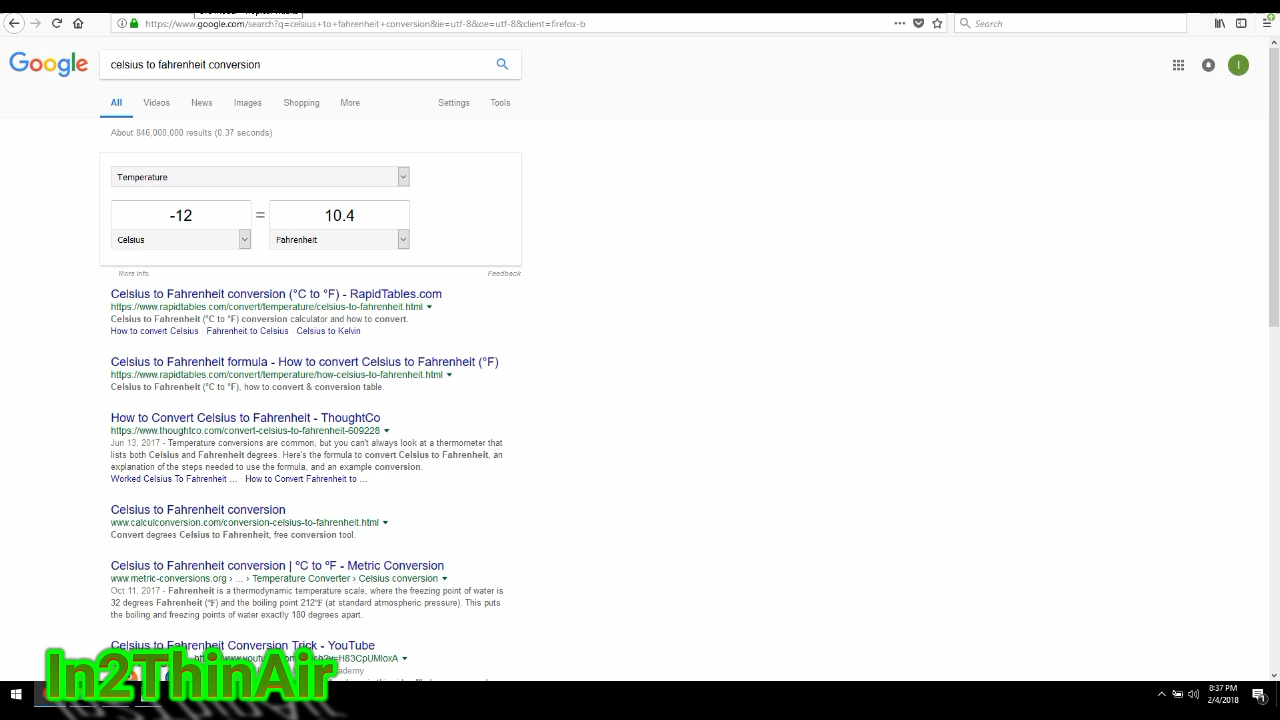 https://www.google.com/search?q=celsius+to+fahrenheit+conversion&ie=utf-8&oe=utf-8&client=firefox-b
Search
Google
celsius to fahrenheit conversion
I
All Videos News Images Shopping More Settings Tools
About 846,000,000 results (0.37 seconds)
Temperature
-12 = 10.4
Celsius Fahrenheit
More info Feedback
Celsius to Fahrenheit conversion (°C to °F) - RapidTables.com
https://www.rapidtables.com/convert/temperature/celsius-to-fahrenheit.html
Celsius to Fahrenheit (°C to °F) conversion calculator and how to convert.
How to convert Celsius · Fahrenheit to Celsius · Celsius to Kelvin
Celsius to Fahrenheit formula - How to convert Celsius to Fahrenheit (°F)
https://www.rapidtables.com/convert/temperature/how-celsius-to-fahrenheit.html
Celsius to Fahrenheit (°C to °F), how to convert & conversion table.
How to Convert Celsius to Fahrenheit - ThoughtCo
https://www.thoughtco.com/convert-celsius-to-fahrenheit-609228
Jun 13, 2017 - Temperature conversions are common, but you can't always look at a thermometer that
lists both Celsius and Fahrenheit degrees. Here's the formula to convert Celsius to Fahrenheit, an
explanation of the steps needed to use the formula, and an example conversion.
Worked Celsius To Fahrenheit ... · How to Convert Fahrenheit to ...
Celsius to Fahrenheit conversion
www.calculconversion.com/conversion-celsius-to-fahrenheit.html
Convert degrees Celsius to Fahrenheit, free conversion tool.
Celsius to Fahrenheit conversion | ºC to ºF - Metric Conversion
www.metric-conversions.org › ... › Temperature Converter › Celsius conversion
Oct 11, 2017 - Fahrenheit is a thermodynamic temperature scale, where the freezing point of water is
32 degrees Fahrenheit (ºF) and the boiling point 212ºF (at standard atmospheric pressure). This puts
the boiling and freezing points of water exactly 180 degrees apart.
Celsius to Fahrenheit Conversion Trick - YouTube
In2ThinAir
8:37 PM
2/4/2018